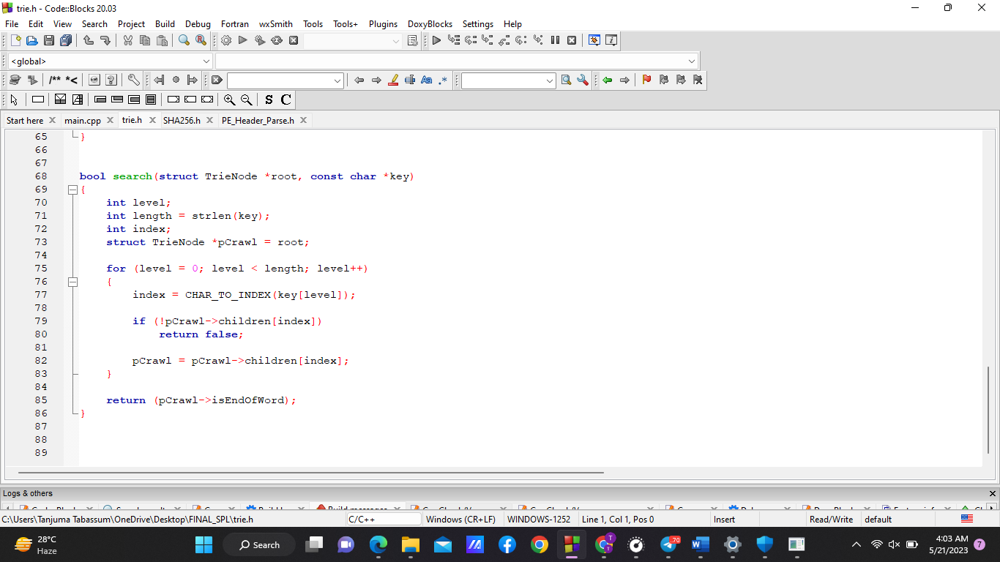 trie.h - Code::Blocks 20.03
File Edit View Search Project Build Debug Fortran wxSmith Tools Tools+ Plugins DoxyBlocks Settings Help
<global>
/** *<
Aa .*
S C
Start here main.cpp trie.h SHA256.h PE_Header_Parse.h
65 }
66
67
68 bool search(struct TrieNode *root, const char *key)
69 {
70     int level;
71     int length = strlen(key);
72     int index;
73     struct TrieNode *pCrawl = root;
74
75     for (level = 0; level < length; level++)
76     {
77         index = CHAR_TO_INDEX(key[level]);
78
79         if (!pCrawl->children[index])
80             return false;
81
82         pCrawl = pCrawl->children[index];
83     }
84
85     return (pCrawl->isEndOfWord);
86 }
87
88
89
Logs & others
C:\Users\Tanjuma Tabassum\OneDrive\Desktop\FINAL_SPL\trie.h C/C++ Windows (CR+LF) WINDOWS-1252 Line 1, Col 1, Pos 0 Insert Read/Write default
28°C
Haze
Search
T
T
70
W
4:03 AM
5/21/2023
7